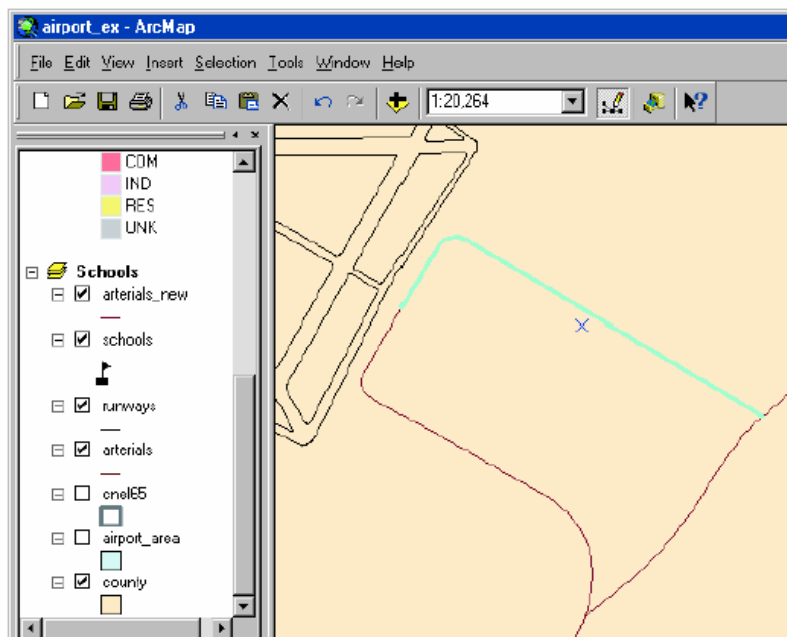 airport_ex - ArcMap
File Edit View Insert Selection Tools Window Help
1:20,264
COM
IND
RES
UNK
Schools
arterials_new
schools
runways
arterials
cnel65
airport_area
county